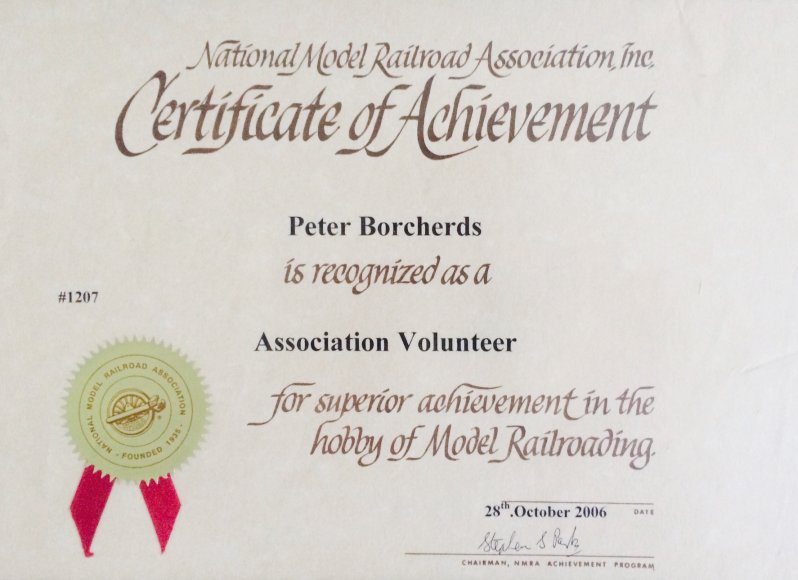 National Model Railroad Association, Inc.
Certificate of Achievement
Peter Borcherds
is recognized as a
#1207
Association Volunteer
for superior achievement in the
hobby of Model Railroading.
NATIONAL MODEL RAILROAD ASSOCIATION
· FOUNDED 1935 ·
28th.October 2006 DATE
Stephen S
CHAIRMAN, NMRA ACHIEVEMENT PROGRAM